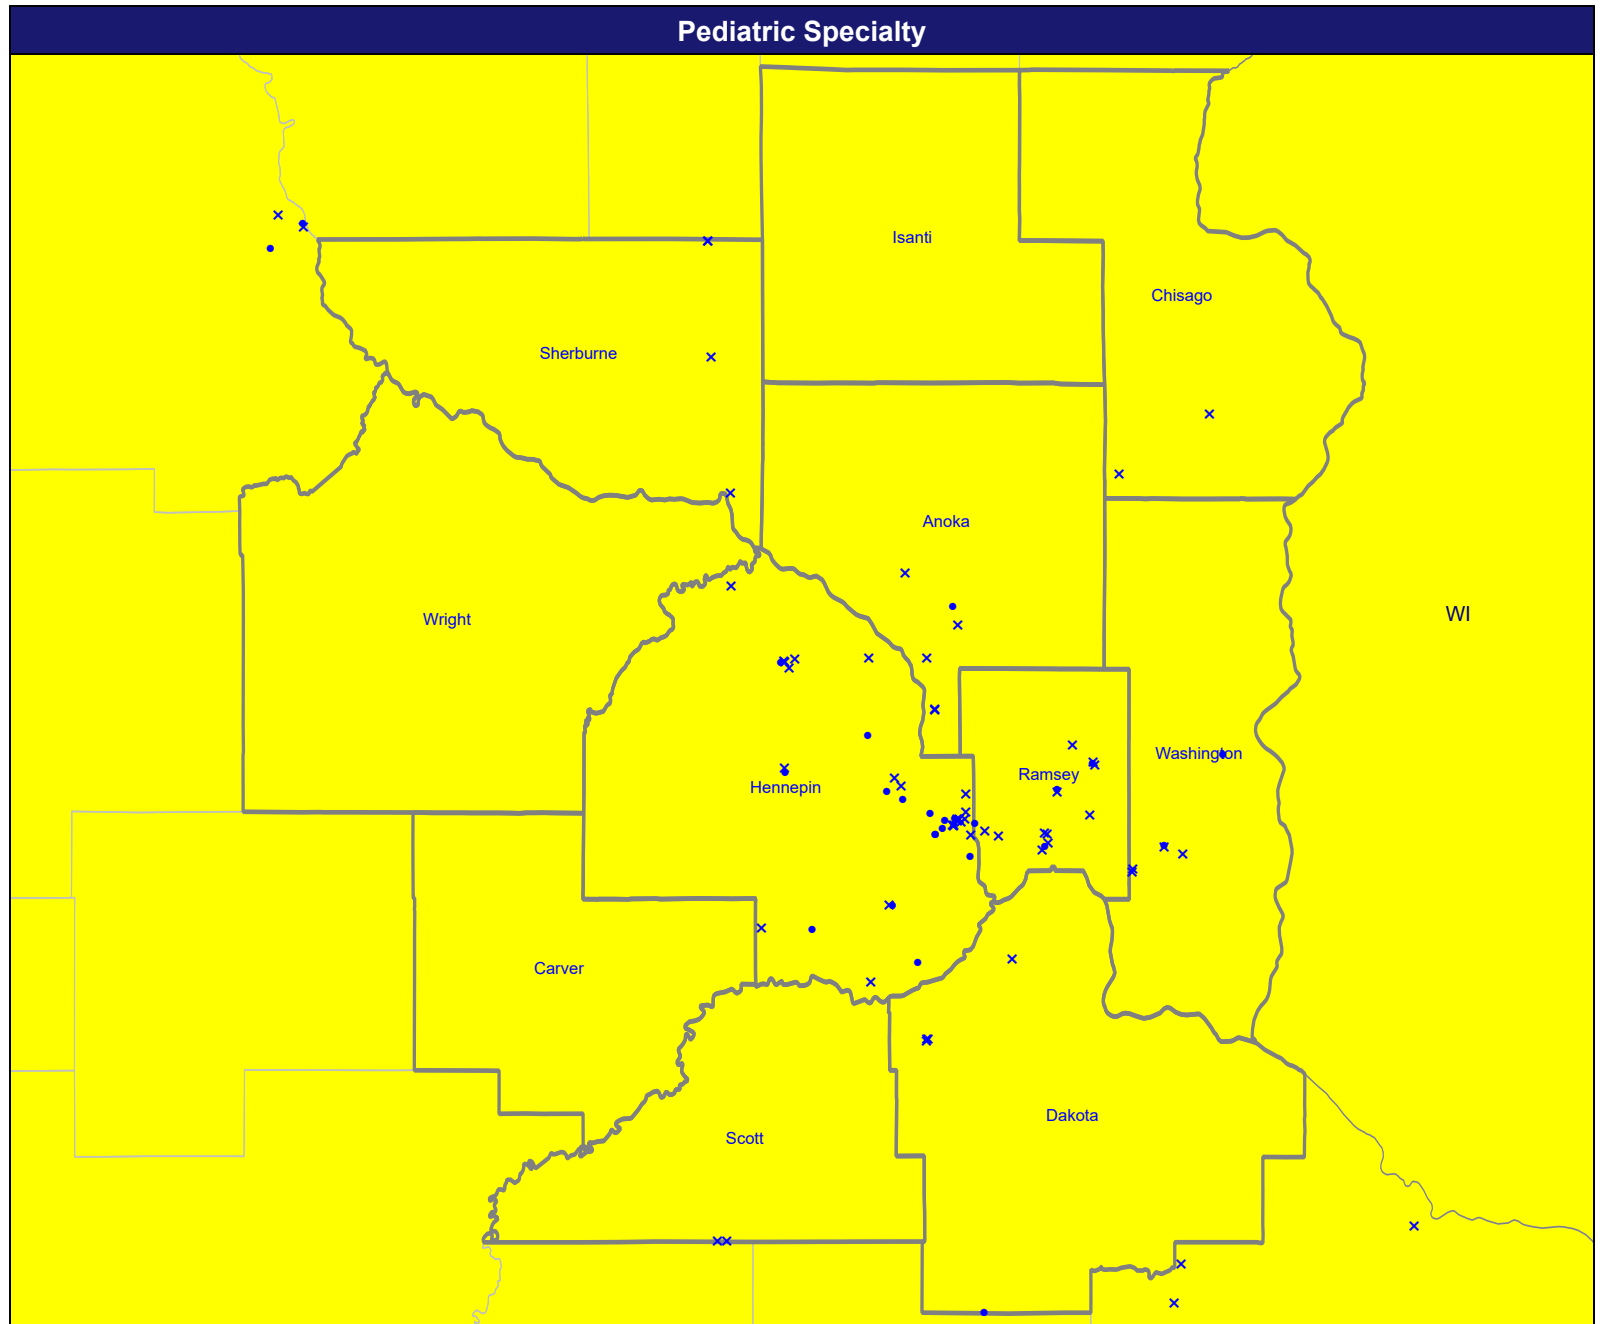 Pediatric Specialty
Isanti
Chisago
Sherburne
Anoka
Wright
WI
Washington
Ramsey
Hennepin
Carver
Dakota
Scott